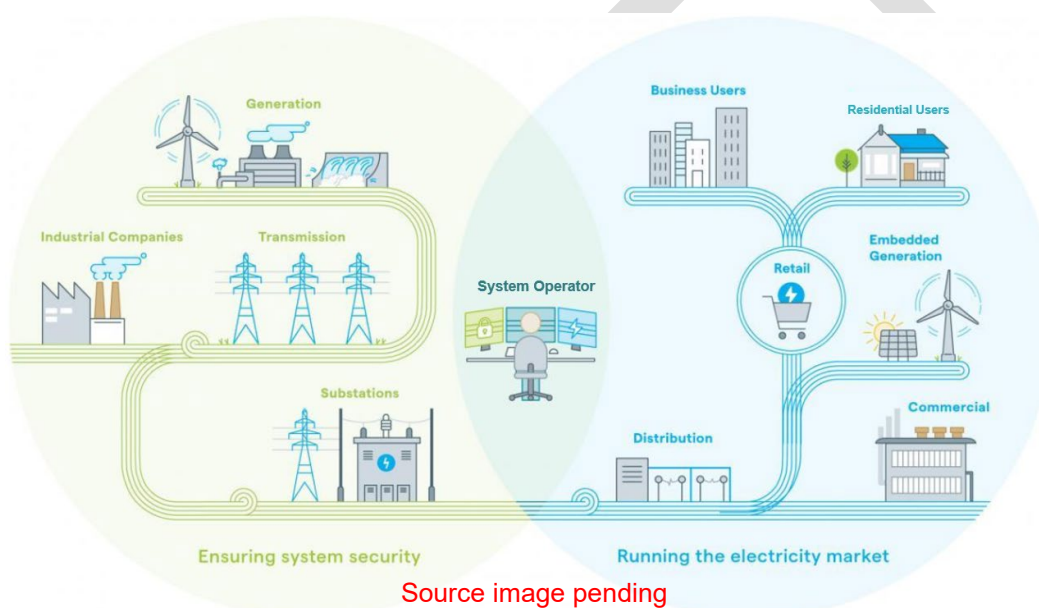 Generation
Industrial Companies
Transmission
Substations
System Operator
Business Users
Residential Users
Retail
Embedded
Generation
Distribution
Commercial
Ensuring system security
Running the electricity market
Source image pending